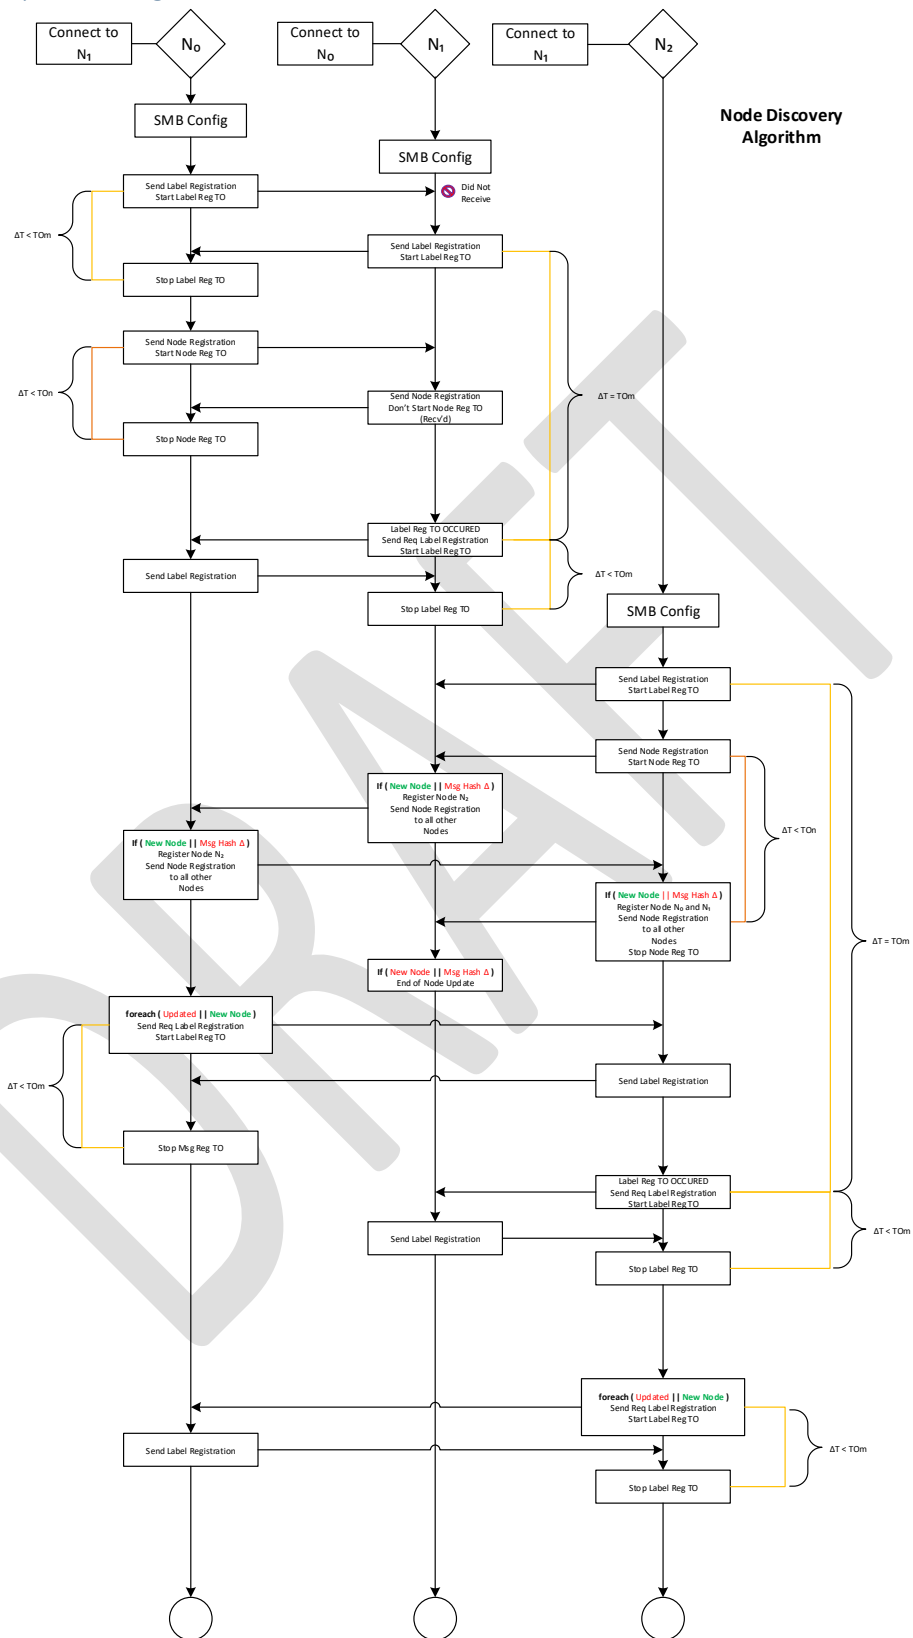 Connect to
N₁
N₀
Connect to
N₀
N₁
Connect to
N₁
N₂
Node Discovery
Algorithm
SMB Config
SMB Config
Send Label Registration
Start Label Reg TO
Did Not
Receive
ΔT < TOm
Send Label Registration
Start Label Reg TO
Stop Label Reg TO
Send Node Registration
Start Node Reg TO
ΔT < TOn
ΔT = TOm
Send Node Registration
Don't Start Node Reg TO
(Recv'd)
Stop Node Reg TO
Label Reg TO OCCURED
Send Req Label Registration
Start Label Reg TO
Send Label Registration
ΔT < TOm
Stop Label Reg TO
SMB Config
Send Label Registration
Start Label Reg TO
Send Node Registration
Start Node Reg TO
If ( New Node || Msg Hash Δ )
Register Node N₂
Send Node Registration
to all other
Nodes
ΔT < TOn
If ( New Node || Msg Hash Δ )
Register Node N₂
Send Node Registration
to all other
Nodes
If ( New Node || Msg Hash Δ )
Register Node N₀ and N₁
Send Node Registration
to all other
Nodes
Stop Node Reg TO
ΔT = TOm
If ( New Node || Msg Hash Δ )
End of Node Update
foreach ( Updated || New Node )
Send Req Label Registration
Start Label Reg TO
ΔT < TOm
Send Label Registration
Stop Msg Reg TO
Label Reg TO OCCURED
Send Req Label Registration
Start Label Reg TO
ΔT < TOm
Send Label Registration
Stop Label Reg TO
foreach ( Updated || New Node )
Send Req Label Registration
Start Label Reg TO
Send Label Registration
ΔT < TOm
Stop Label Reg TO
DRAFT